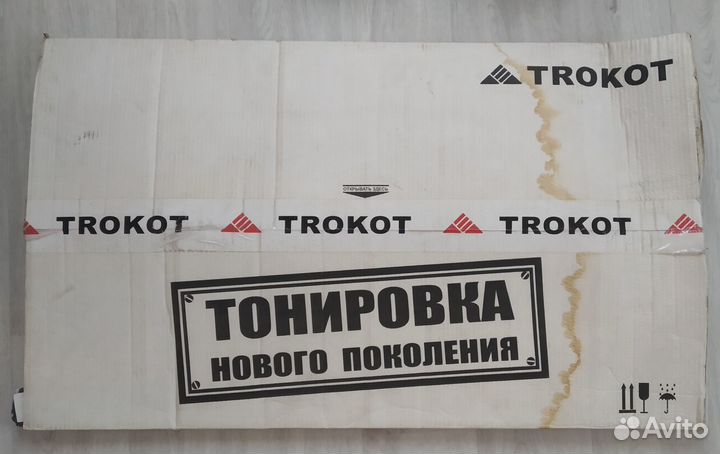 TROKOT
ОТКРЫВАТЬ ЗДЕСЬ
TROKOT TROKOT TROKOT
ТОНИРОВКА
НОВОГО ПОКОЛЕНИЯ
Avito